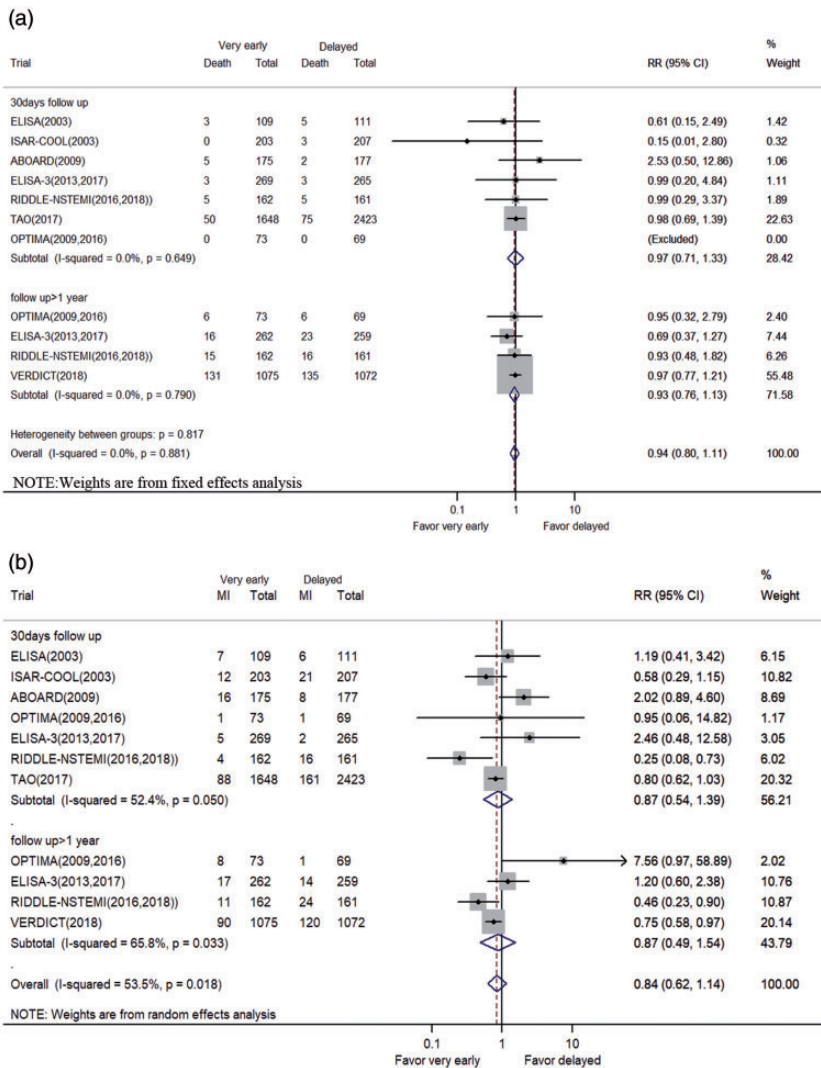 (a)
Very early Delayed %
Trial Death Total Death Total RR (95% CI) Weight
30days follow up
ELISA(2003) 3 109 5 111 0.61 (0.15, 2.49) 1.42
ISAR-COOL(2003) 0 203 3 207 0.15 (0.01, 2.80) 0.32
ABOARD(2009) 5 175 2 177 2.53 (0.50, 12.86) 1.06
ELISA-3(2013,2017) 3 269 3 265 0.99 (0.20, 4.84) 1.11
RIDDLE-NSTEMI(2016,2018)) 5 162 5 161 0.99 (0.29, 3.37) 1.89
TAO(2017) 50 1648 75 2423 0.98 (0.69, 1.39) 22.63
OPTIMA(2009,2016) 0 73 0 69 (Excluded) 0.00
Subtotal (I-squared = 0.0%, p = 0.649) 0.97 (0.71, 1.33) 28.42
follow up>1 year
OPTIMA(2009,2016) 6 73 6 69 0.95 (0.32, 2.79) 2.40
ELISA-3(2013,2017) 16 262 23 259 0.69 (0.37, 1.27) 7.44
RIDDLE-NSTEMI(2016,2018)) 15 162 16 161 0.93 (0.48, 1.82) 6.26
VERDICT(2018) 131 1075 135 1072 0.97 (0.77, 1.21) 55.48
Subtotal (I-squared = 0.0%, p = 0.790) 0.93 (0.76, 1.13) 71.58
Heterogeneity between groups: p = 0.817
Overall (I-squared = 0.0%, p = 0.881) 0.94 (0.80, 1.11) 100.00
NOTE:Weights are from fixed effects analysis
0.1 1 10
Favor very early Favor delayed
(b)
Very early Delayed %
Trial MI Total MI Total RR (95% CI) Weight
30days follow up
ELISA(2003) 7 109 6 111 1.19 (0.41, 3.42) 6.15
ISAR-COOL(2003) 12 203 21 207 0.58 (0.29, 1.15) 10.82
ABOARD(2009) 16 175 8 177 2.02 (0.89, 4.60) 8.69
OPTIMA(2009,2016) 1 73 1 69 0.95 (0.06, 14.82) 1.17
ELISA-3(2013,2017) 5 269 2 265 2.46 (0.48, 12.58) 3.05
RIDDLE-NSTEMI(2016,2018)) 4 162 16 161 0.25 (0.08, 0.73) 6.02
TAO(2017) 88 1648 161 2423 0.80 (0.62, 1.03) 20.32
Subtotal (I-squared = 52.4%, p = 0.050) 0.87 (0.54, 1.39) 56.21
.
follow up>1 year
OPTIMA(2009,2016) 8 73 1 69 7.56 (0.97, 58.89) 2.02
ELISA-3(2013,2017) 17 262 14 259 1.20 (0.60, 2.38) 10.76
RIDDLE-NSTEMI(2016,2018)) 11 162 24 161 0.46 (0.23, 0.90) 10.87
VERDICT(2018) 90 1075 120 1072 0.75 (0.58, 0.97) 20.14
Subtotal (I-squared = 65.8%, p = 0.033) 0.87 (0.49, 1.54) 43.79
.
Overall (I-squared = 53.5%, p = 0.018) 0.84 (0.62, 1.14) 100.00
NOTE: Weights are from random effects analysis
0.1 1 10
Favor very early Favor delayed